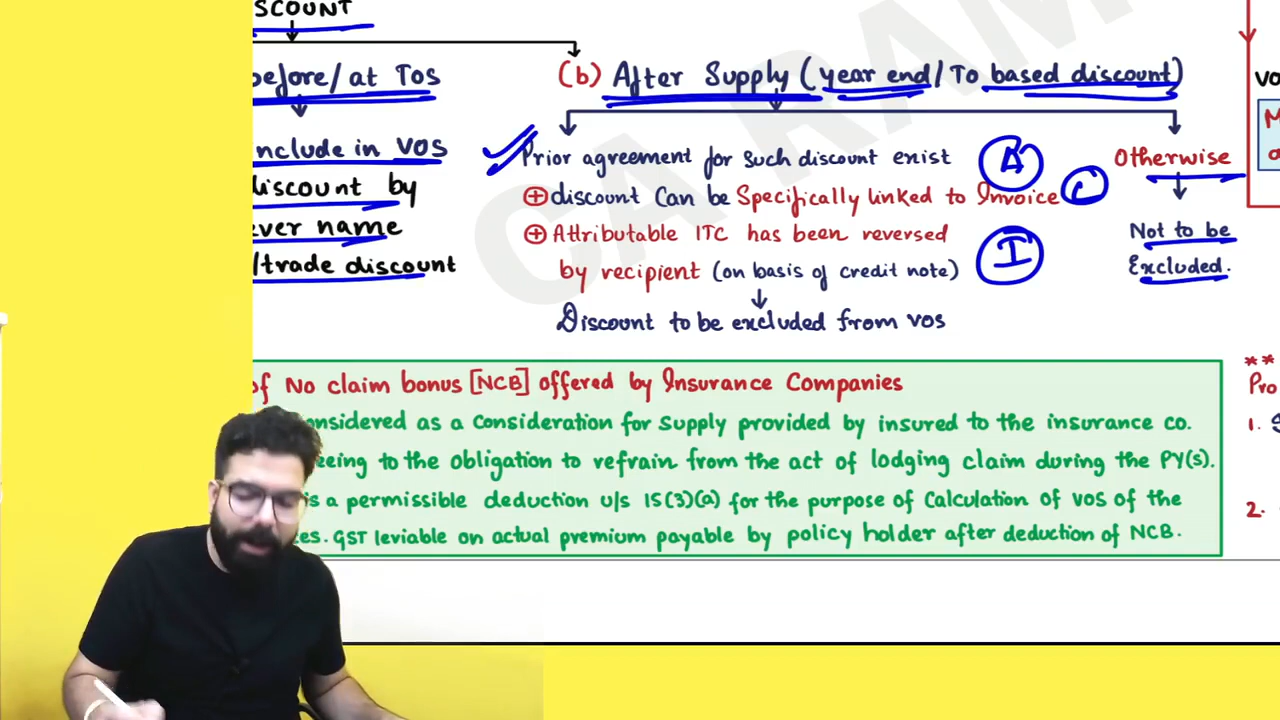 SCOUNT
before/ at TOS
(b) After Supply (year end/ To based discount)
include in VOS
discount by
ever name
/trade discount
Prior agreement for such discount exist
⊕ discount Can be Specifically linked to Invoice
⊕ Attributable ITC has been reversed
by recipient (on basis of credit note)
Discount to be excluded from VOS
A
C
I
Otherwise
Not to be
Excluded.
VO
M
a
of No claim bonus [NCB] offered by Insurance Companies
onsidered as a Consideration for Supply provided by insured to the insurance co.
eeing to the obligation to refrain from the act of lodging claim during the PY(s).
is a permissible deduction u/s 15(3)(a) for the purpose of Calculation of VOS of the
es. GST leviable on actual premium payable by policy holder after deduction of NCB.
**
Pro
1. S
2.
CA RAM